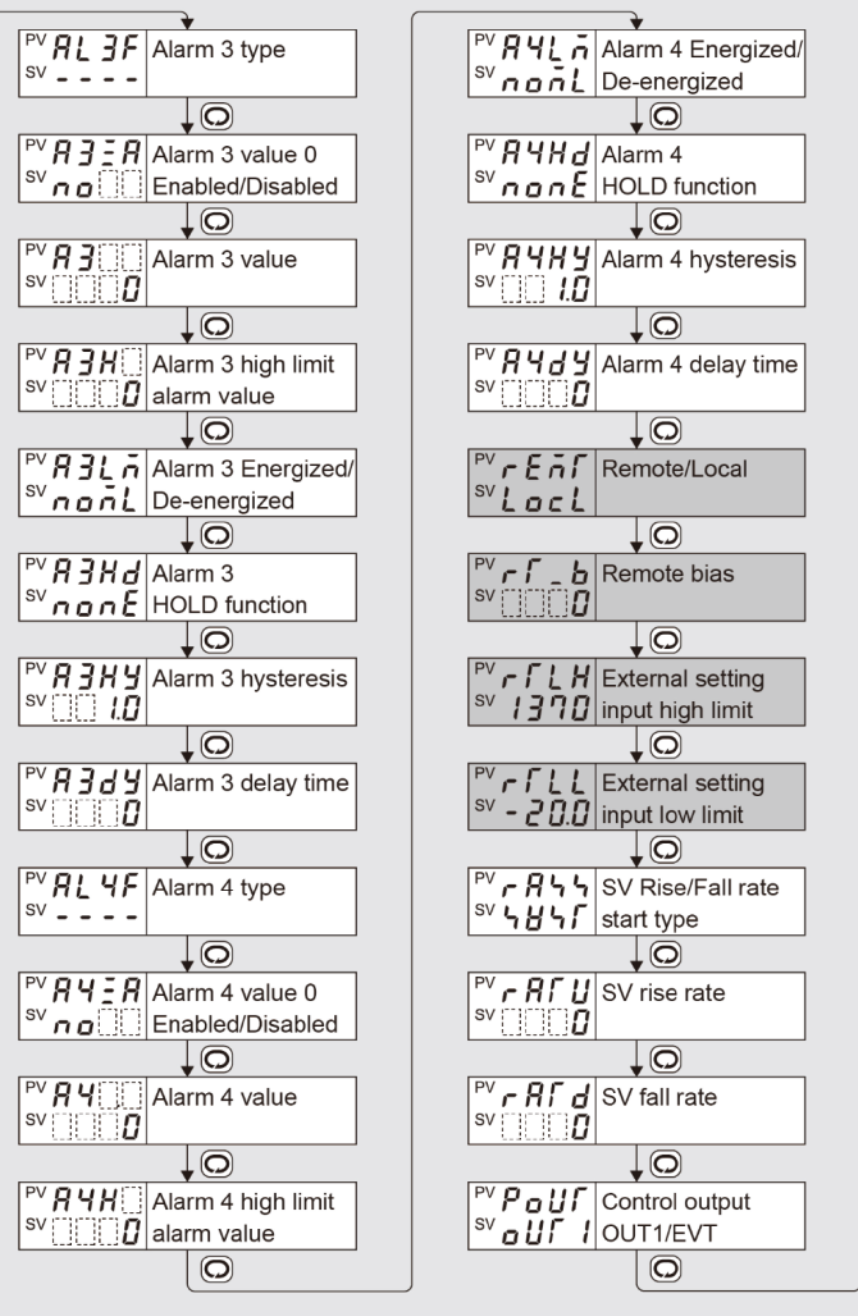 PV AL3F Alarm 3 type
SV ----
PV A3ΞA Alarm 3 value 0
SV no Enabled/Disabled
PV A3 Alarm 3 value
SV 0
PV A3H Alarm 3 high limit
SV 0 alarm value
PV A3LM Alarm 3 Energized/
SV noML De-energized
PV A3Hd Alarm 3
SV nonE HOLD function
PV A3HY Alarm 3 hysteresis
SV 1.0
PV A3dY Alarm 3 delay time
SV 0
PV AL4F Alarm 4 type
SV ----
PV A4ΞA Alarm 4 value 0
SV no Enabled/Disabled
PV A4 Alarm 4 value
SV 0
PV A4H Alarm 4 high limit
SV 0 alarm value
PV A4LM Alarm 4 Energized/
SV noML De-energized
PV A4Hd Alarm 4
SV nonE HOLD function
PV A4HY Alarm 4 hysteresis
SV 1.0
PV A4dY Alarm 4 delay time
SV 0
PV rEMT Remote/Local
SV LocL
PV rT_b Remote bias
SV 0
PV rTLH External setting
SV 1370 input high limit
PV rTLL External setting
SV -20.0 input low limit
PV rASS SV Rise/Fall rate
SV SVST start type
PV rATU SV rise rate
SV 0
PV rATd SV fall rate
SV 0
PV PoUT Control output
SV oUT1 OUT1/EVT